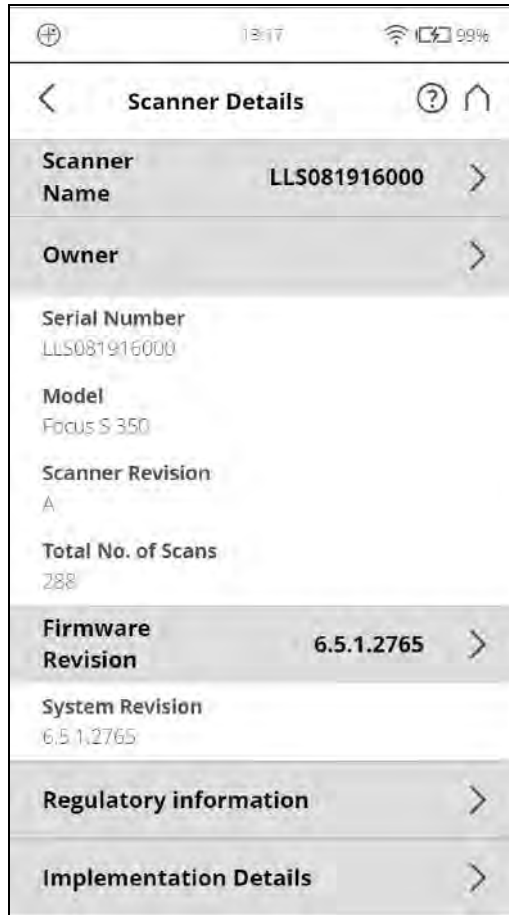 13:17 99%
Scanner Details
Scanner
Name
LLS081916000
Owner
Serial Number
LLS081916000
Model
Focus S 350
Scanner Revision
A
Total No. of Scans
288
Firmware
Revision
6.5.1.2765
System Revision
6.5.1.2765
Regulatory information
Implementation Details